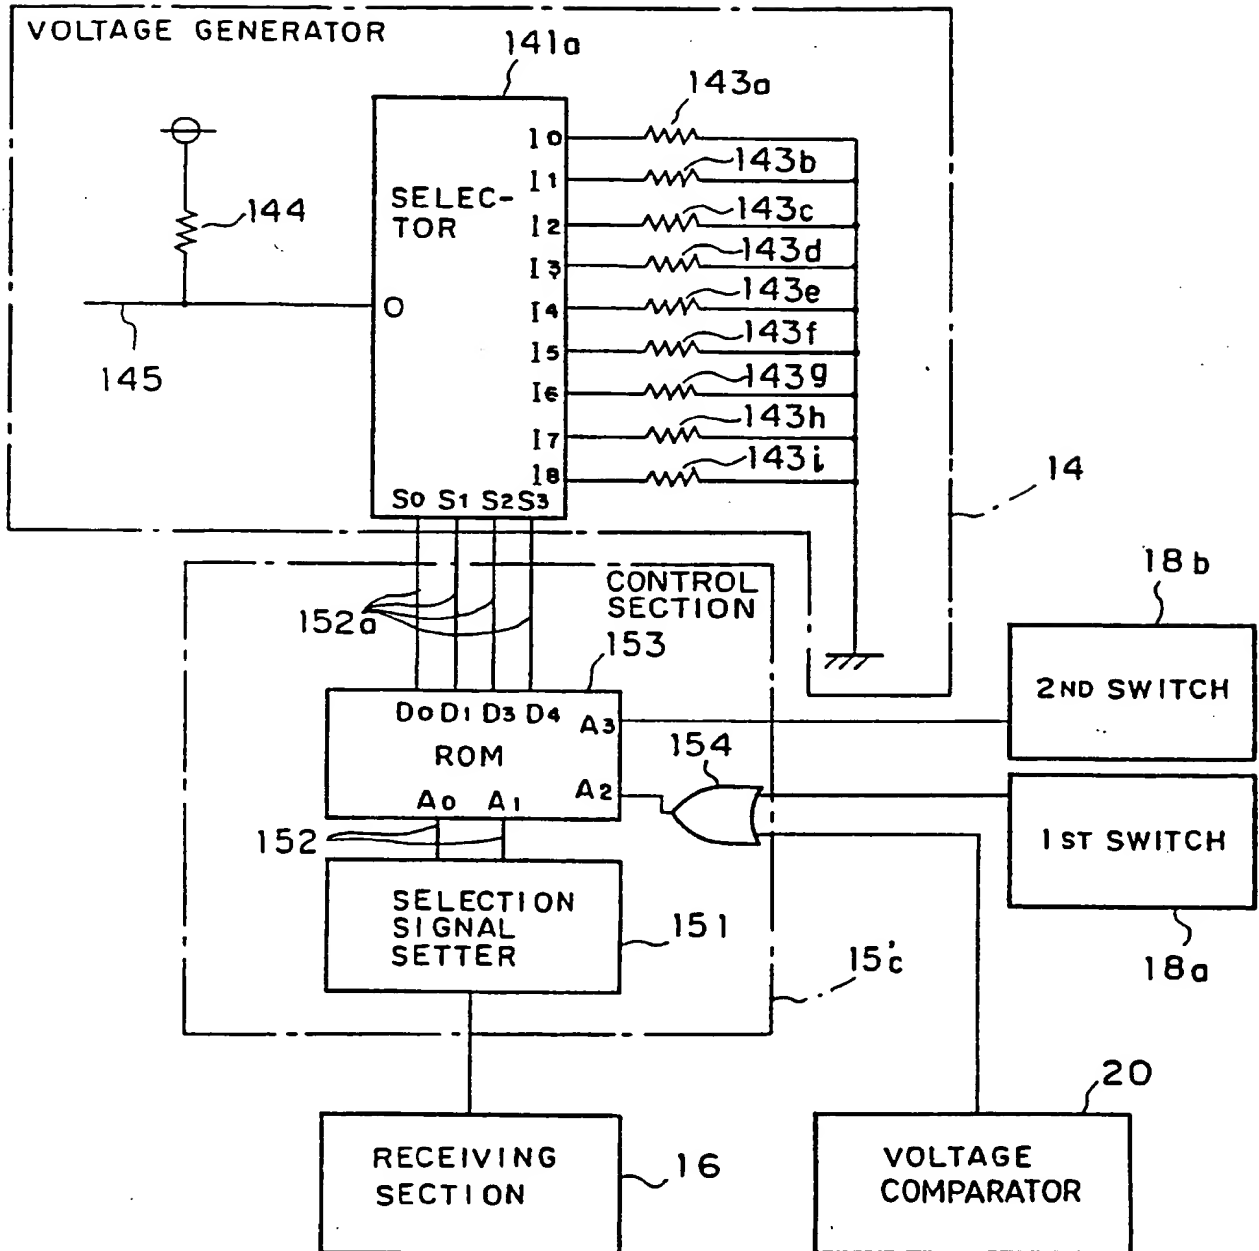 VOLTAGE GENERATOR
141a
143a
I0
143b
I1
SELEC-
TOR
144
143c
I2
143d
I3
143e
O
I4
145
143f
I5
143g
I6
143h
I7
143i
I8
14
S0 S1 S2 S3
18b
CONTROL
SECTION
152a
153
2ND SWITCH
D0 D1 D3 D4
A3
154
ROM
A2
A0 A1
152
1ST SWITCH
SELECTION
SIGNAL
SETTER
151
15'c
18a
20
RECEIVING
SECTION
16
VOLTAGE
COMPARATOR